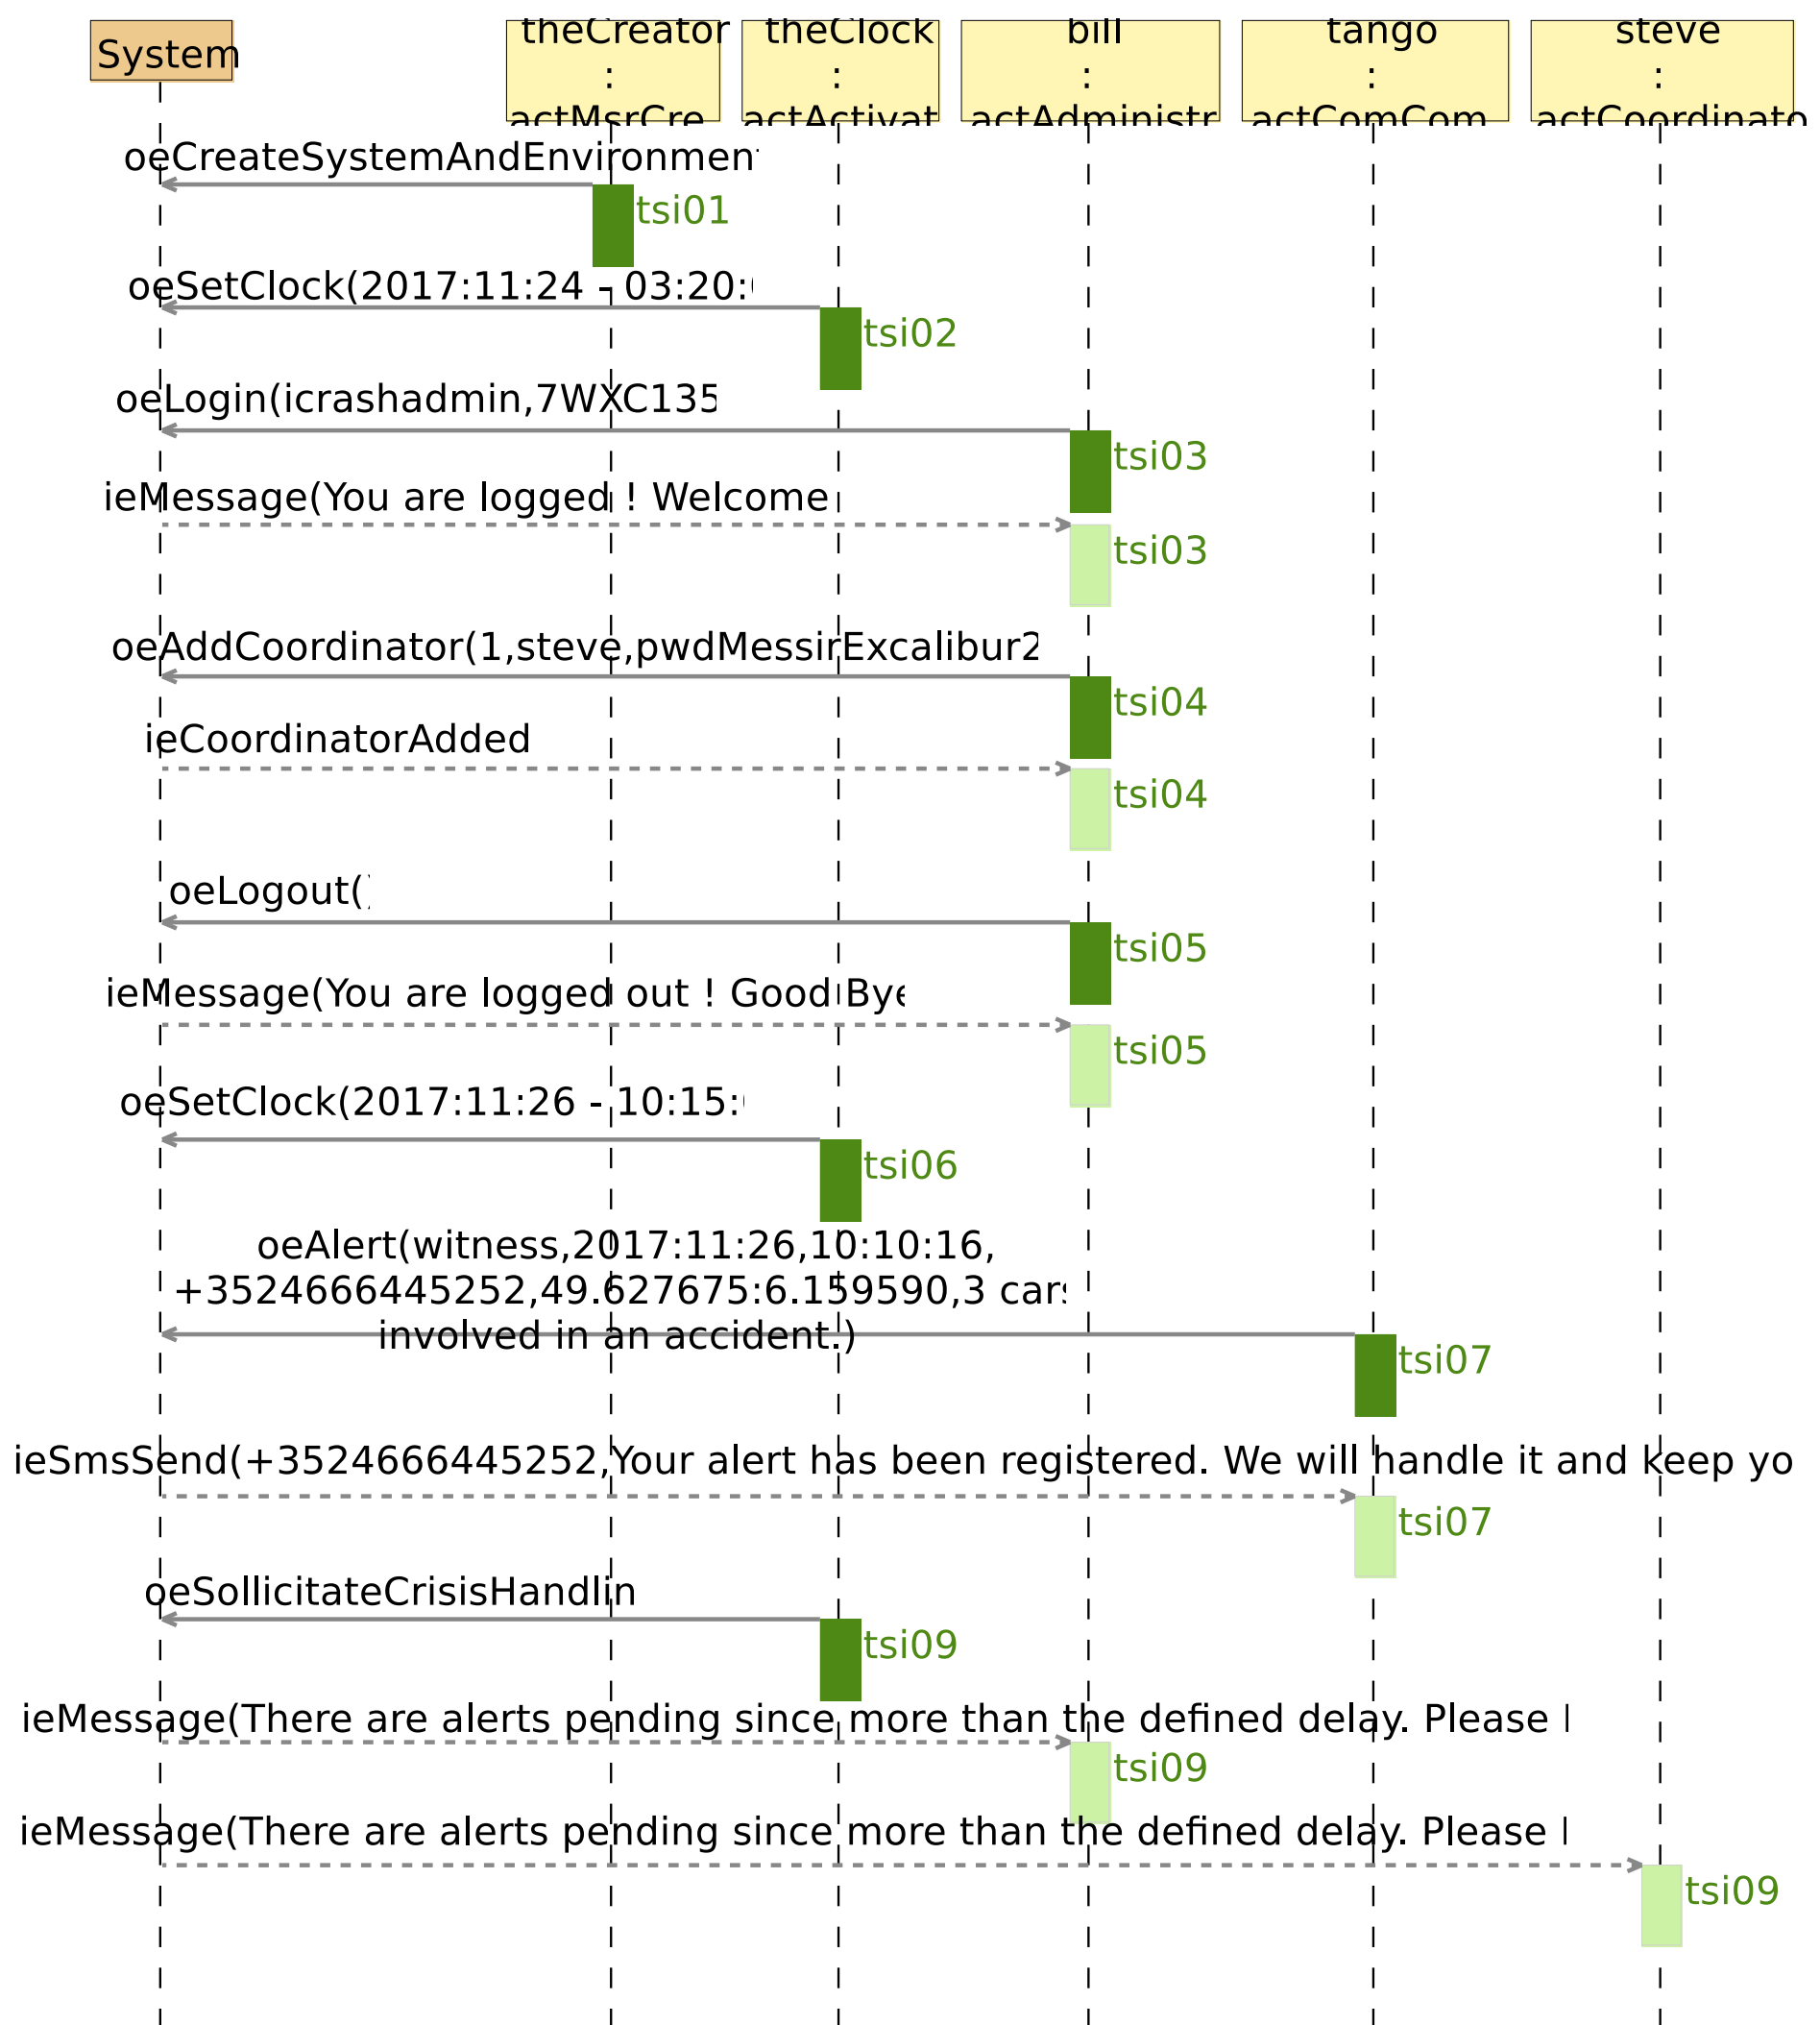 System
theCreator
:
actMsrCre
theClock
:
actActivat
bill
:
actAdministr
tango
:
actComCom
steve
:
actCoordinato
oeCreateSystemAndEnvironment
tsi01
oeSetClock(2017:11:24 - 03:20:
tsi02
oeLogin(icrashadmin,7WXC135
tsi03
ieMessage(You are logged ! Welcome
tsi03
oeAddCoordinator(1,steve,pwdMessirExcalibur2
tsi04
ieCoordinatorAdded
tsi04
oeLogout()
tsi05
ieMessage(You are logged out ! Good Bye
tsi05
oeSetClock(2017:11:26 - 10:15:
tsi06
oeAlert(witness,2017:11:26,10:10:16,
+3524666445252,49.627675:6.159590,3 cars
involved in an accident.)
tsi07
ieSmsSend(+3524666445252,Your alert has been registered. We will handle it and keep yo
tsi07
oeSollicitateCrisisHandlin
tsi09
ieMessage(There are alerts pending since more than the defined delay. Please
tsi09
ieMessage(There are alerts pending since more than the defined delay. Please
tsi09